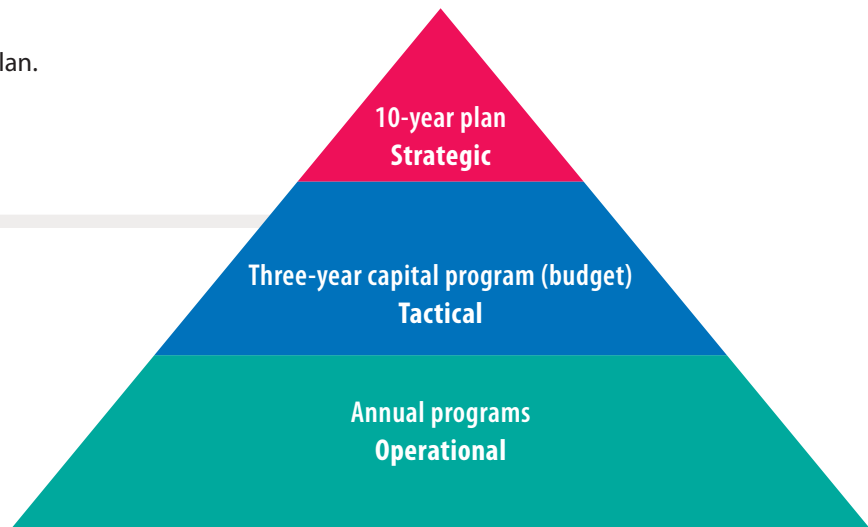 lan.
10-year plan
Strategic
Three-year capital program (budget)
Tactical
Annual programs
Operational